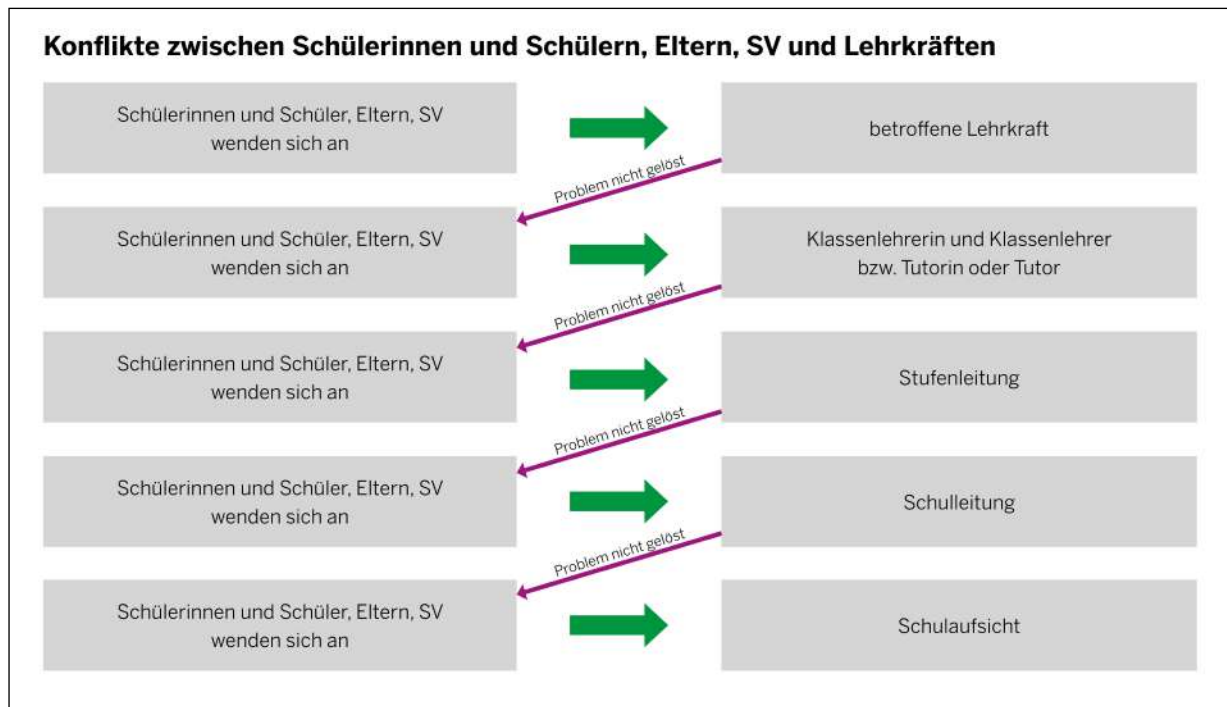 Konflikte zwischen Schülerinnen und Schülern, Eltern, SV und Lehrkräften
Schülerinnen und Schüler, Eltern, SV
wenden sich an
betroffene Lehrkraft
Problem nicht gelöst
Schülerinnen und Schüler, Eltern, SV
wenden sich an
Klassenlehrerin und Klassenlehrer
bzw. Tutorin oder Tutor
Problem nicht gelöst
Schülerinnen und Schüler, Eltern, SV
wenden sich an
Stufenleitung
Problem nicht gelöst
Schülerinnen und Schüler, Eltern, SV
wenden sich an
Schulleitung
Problem nicht gelöst
Schülerinnen und Schüler, Eltern, SV
wenden sich an
Schulaufsicht